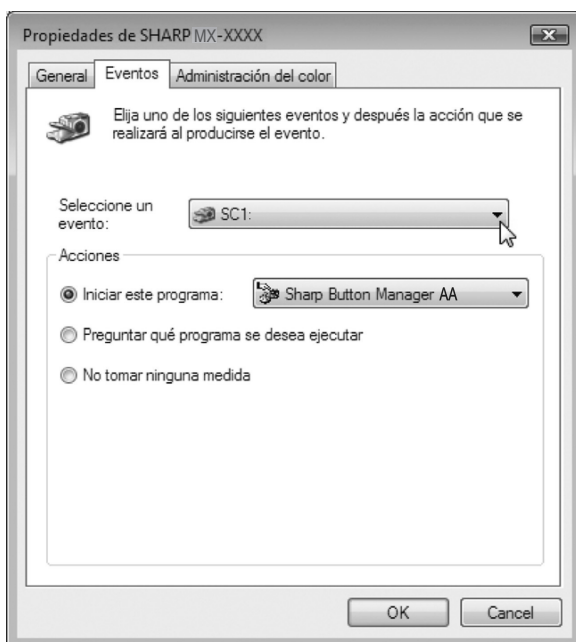 Propiedades de SHARP MX-XXXX
General
Eventos
Administración del color
Elija uno de los siguientes eventos y después la acción que se
realizará al producirse el evento.
Seleccione un
evento:
SC1:
Acciones
Iniciar este programa:
Sharp Button Manager AA
Preguntar qué programa se desea ejecutar
No tomar ninguna medida
OK
Cancel